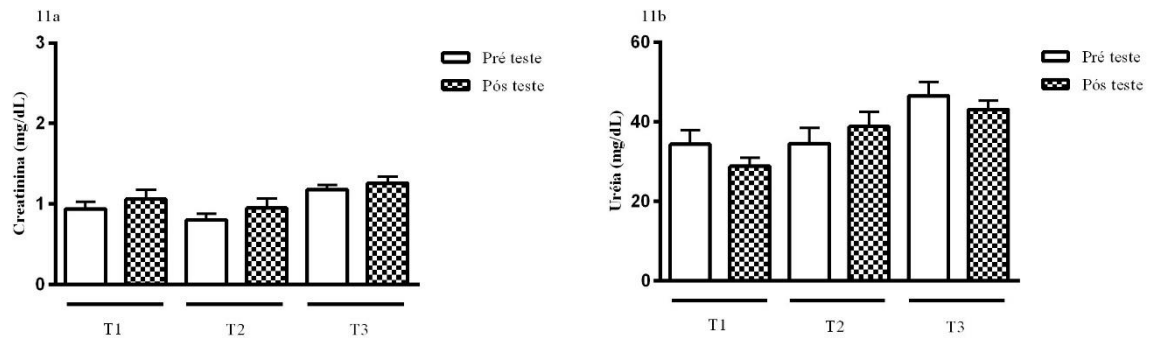 11a
3
2
1
0
Creatinina (mg/dL)
T1
T2
T3
Pré teste
Pós teste
11b
60
40
20
0
Uréia (mg/dL)
T1
T2
T3
Pré teste
Pós teste